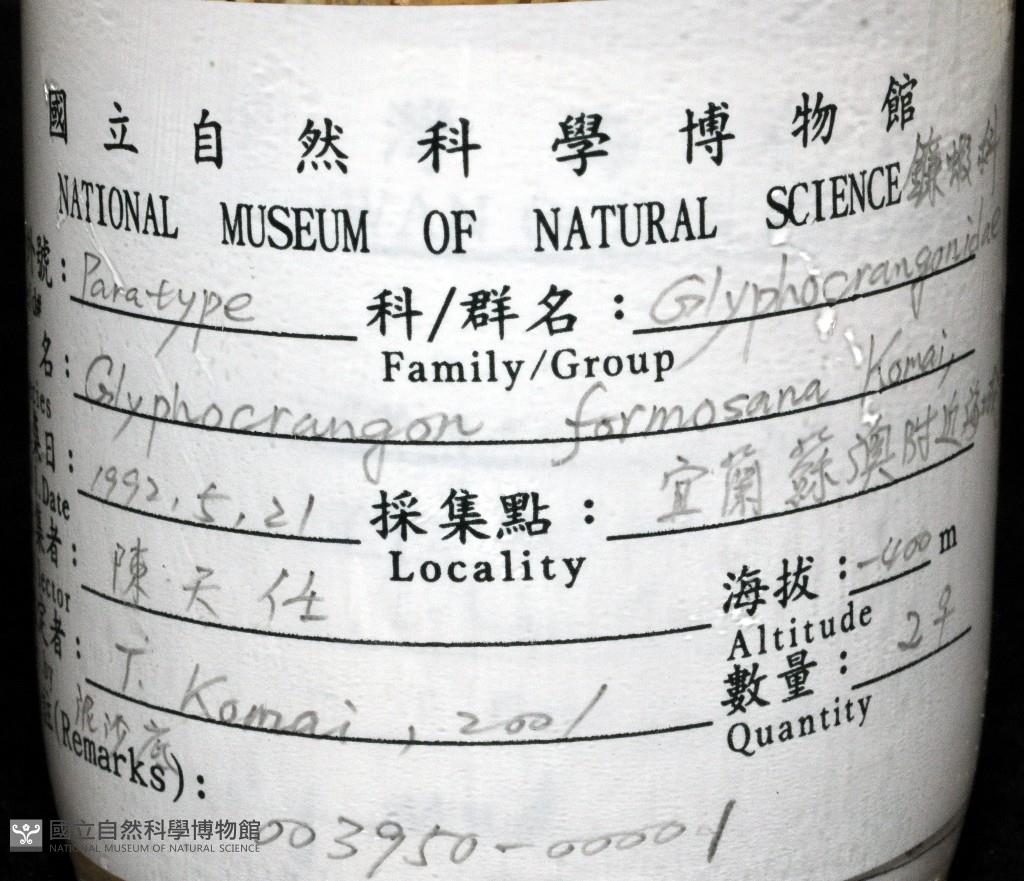 國立自然科學博物館
NATIONAL MUSEUM OF NATURAL SCIENCE
鐮蝦科
號: Paratype 科/群名: Glyphocrangonidae
Family/Group
名: Glyphocrangon formosana Komai,
日: 1992.5.21 採集點: 宜蘭蘇澳附近海
Date Locality
集者: 陳天任 海拔: -400 m
Altitude
者: T. Komai, 2001 數量: 2♀
by Quantity
(Remarks): 泥沙底
003950-00001
國立自然科學博物館
NATIONAL MUSEUM OF NATURAL SCIENCE